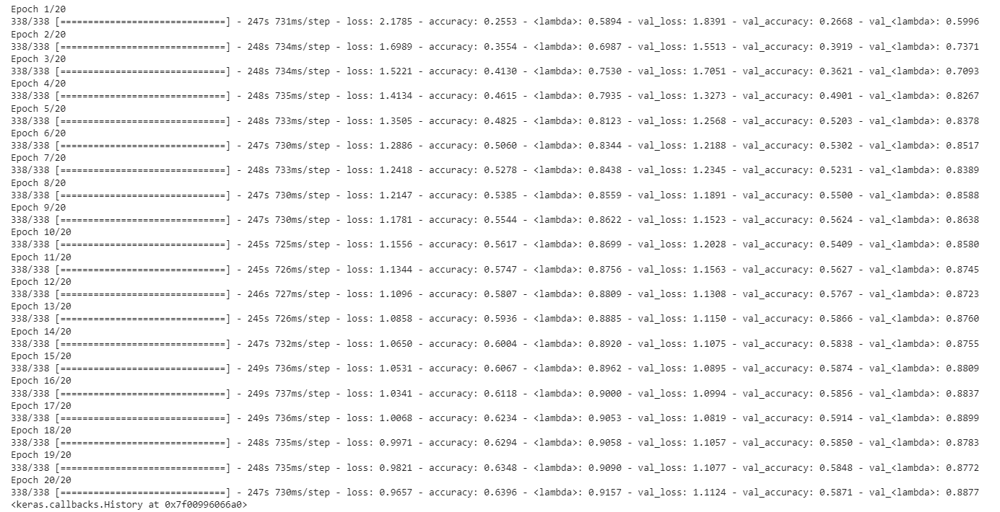 Epoch 1/20
338/338 [==============================] - 247s 731ms/step - loss: 2.1785 - accuracy: 0.2553 - <lambda>: 0.5894 - val_loss: 1.8391 - val_accuracy: 0.2668 - val_<lambda>: 0.5996
Epoch 2/20
338/338 [==============================] - 248s 734ms/step - loss: 1.6989 - accuracy: 0.3554 - <lambda>: 0.6987 - val_loss: 1.5513 - val_accuracy: 0.3919 - val_<lambda>: 0.7371
Epoch 3/20
338/338 [==============================] - 248s 734ms/step - loss: 1.5221 - accuracy: 0.4130 - <lambda>: 0.7530 - val_loss: 1.7051 - val_accuracy: 0.3621 - val_<lambda>: 0.7093
Epoch 4/20
338/338 [==============================] - 248s 735ms/step - loss: 1.4134 - accuracy: 0.4615 - <lambda>: 0.7935 - val_loss: 1.3273 - val_accuracy: 0.4901 - val_<lambda>: 0.8267
Epoch 5/20
338/338 [==============================] - 248s 733ms/step - loss: 1.3505 - accuracy: 0.4825 - <lambda>: 0.8123 - val_loss: 1.2568 - val_accuracy: 0.5203 - val_<lambda>: 0.8378
Epoch 6/20
338/338 [==============================] - 247s 730ms/step - loss: 1.2886 - accuracy: 0.5060 - <lambda>: 0.8344 - val_loss: 1.2188 - val_accuracy: 0.5302 - val_<lambda>: 0.8517
Epoch 7/20
338/338 [==============================] - 248s 733ms/step - loss: 1.2418 - accuracy: 0.5278 - <lambda>: 0.8438 - val_loss: 1.2345 - val_accuracy: 0.5231 - val_<lambda>: 0.8389
Epoch 8/20
338/338 [==============================] - 247s 730ms/step - loss: 1.2147 - accuracy: 0.5385 - <lambda>: 0.8559 - val_loss: 1.1891 - val_accuracy: 0.5500 - val_<lambda>: 0.8588
Epoch 9/20
338/338 [==============================] - 247s 730ms/step - loss: 1.1781 - accuracy: 0.5544 - <lambda>: 0.8622 - val_loss: 1.1523 - val_accuracy: 0.5624 - val_<lambda>: 0.8638
Epoch 10/20
338/338 [==============================] - 245s 725ms/step - loss: 1.1556 - accuracy: 0.5617 - <lambda>: 0.8699 - val_loss: 1.2028 - val_accuracy: 0.5409 - val_<lambda>: 0.8580
Epoch 11/20
338/338 [==============================] - 245s 726ms/step - loss: 1.1344 - accuracy: 0.5747 - <lambda>: 0.8756 - val_loss: 1.1563 - val_accuracy: 0.5627 - val_<lambda>: 0.8745
Epoch 12/20
338/338 [==============================] - 246s 727ms/step - loss: 1.1096 - accuracy: 0.5807 - <lambda>: 0.8809 - val_loss: 1.1308 - val_accuracy: 0.5767 - val_<lambda>: 0.8723
Epoch 13/20
338/338 [==============================] - 245s 726ms/step - loss: 1.0858 - accuracy: 0.5936 - <lambda>: 0.8885 - val_loss: 1.1150 - val_accuracy: 0.5866 - val_<lambda>: 0.8760
Epoch 14/20
338/338 [==============================] - 247s 732ms/step - loss: 1.0650 - accuracy: 0.6004 - <lambda>: 0.8920 - val_loss: 1.1075 - val_accuracy: 0.5838 - val_<lambda>: 0.8755
Epoch 15/20
338/338 [==============================] - 249s 736ms/step - loss: 1.0531 - accuracy: 0.6067 - <lambda>: 0.8962 - val_loss: 1.0895 - val_accuracy: 0.5874 - val_<lambda>: 0.8809
Epoch 16/20
338/338 [==============================] - 249s 737ms/step - loss: 1.0341 - accuracy: 0.6118 - <lambda>: 0.9000 - val_loss: 1.0994 - val_accuracy: 0.5856 - val_<lambda>: 0.8837
Epoch 17/20
338/338 [==============================] - 249s 736ms/step - loss: 1.0068 - accuracy: 0.6234 - <lambda>: 0.9053 - val_loss: 1.0819 - val_accuracy: 0.5914 - val_<lambda>: 0.8899
Epoch 18/20
338/338 [==============================] - 248s 735ms/step - loss: 0.9971 - accuracy: 0.6294 - <lambda>: 0.9058 - val_loss: 1.1057 - val_accuracy: 0.5850 - val_<lambda>: 0.8783
Epoch 19/20
338/338 [==============================] - 248s 735ms/step - loss: 0.9821 - accuracy: 0.6348 - <lambda>: 0.9090 - val_loss: 1.1077 - val_accuracy: 0.5848 - val_<lambda>: 0.8772
Epoch 20/20
338/338 [==============================] - 247s 730ms/step - loss: 0.9657 - accuracy: 0.6396 - <lambda>: 0.9157 - val_loss: 1.1124 - val_accuracy: 0.5871 - val_<lambda>: 0.8877
<keras.callbacks.History at 0x7f00996066a0>